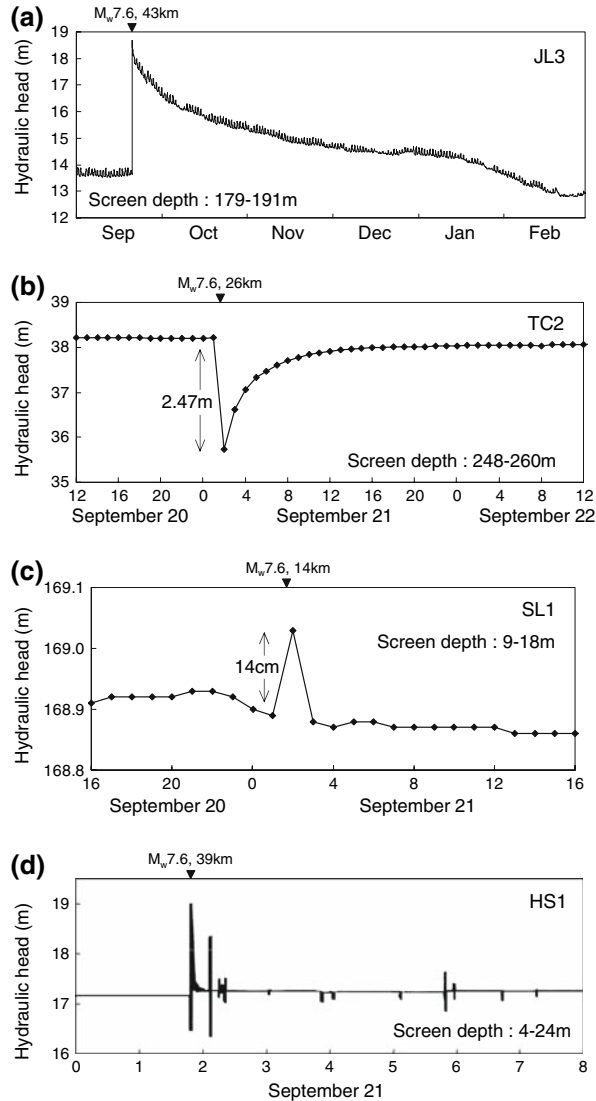 (a)
Mw7.6, 43km
19
18
17
16
15
14
13
12
Hydraulic head (m)
JL3
Screen depth : 179-191m
Sep Oct Nov Dec Jan Feb
(b)
Mw7.6, 26km
39
38
37
36
35
Hydraulic head (m)
TC2
2.47m
Screen depth : 248-260m
12 16 20 0 4 8 12 16 20 0 4 8 12
September 20 September 21 September 22
(c)
Mw7.6, 14km
169.1
169.0
168.9
168.8
Hydraulic head (m)
SL1
Screen depth : 9-18m
14cm
16 20 0 4 8 12 16
September 20 September 21
(d)
Mw7.6, 39km
19
18
17
16
Hydraulic head (m)
HS1
Screen depth : 4-24m
0 1 2 3 4 5 6 7 8
September 21